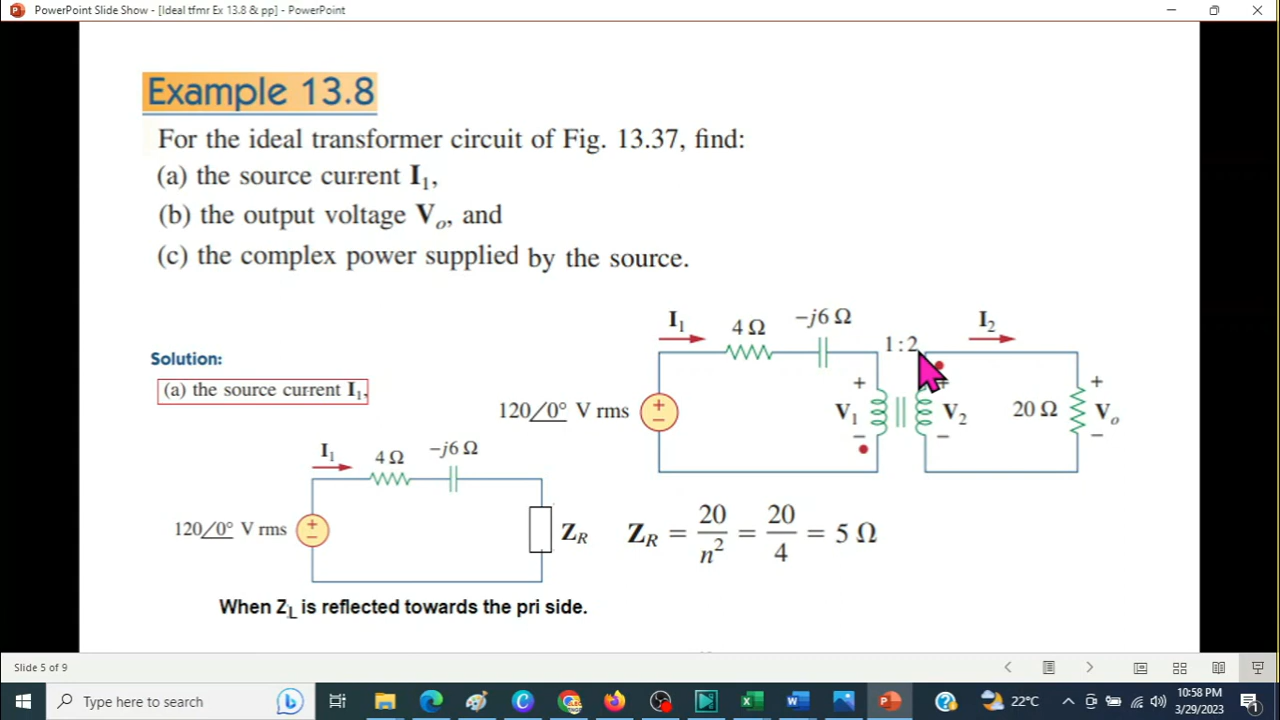 PowerPoint Slide Show - [Ideal tfmr Ex 13.8 & pp] - PowerPoint
Example 13.8
For the ideal transformer circuit of Fig. 13.37, find:
(a) the source current I₁,
(b) the output voltage Vₒ, and
(c) the complex power supplied by the source.
I₁ 4 Ω −j6 Ω 1 : 2 I₂
120/0° V rms + − + V₁ − + V₂ − 20 Ω + Vₒ −
Solution:
(a) the source current I₁,
I₁ 4 Ω −j6 Ω
120/0° V rms + − Z_R
Z_R = 20/n² = 20/4 = 5 Ω
When Z_L is reflected towards the pri side.
Slide 5 of 9
Type here to search
22°C
10:58 PM
3/29/2023
1